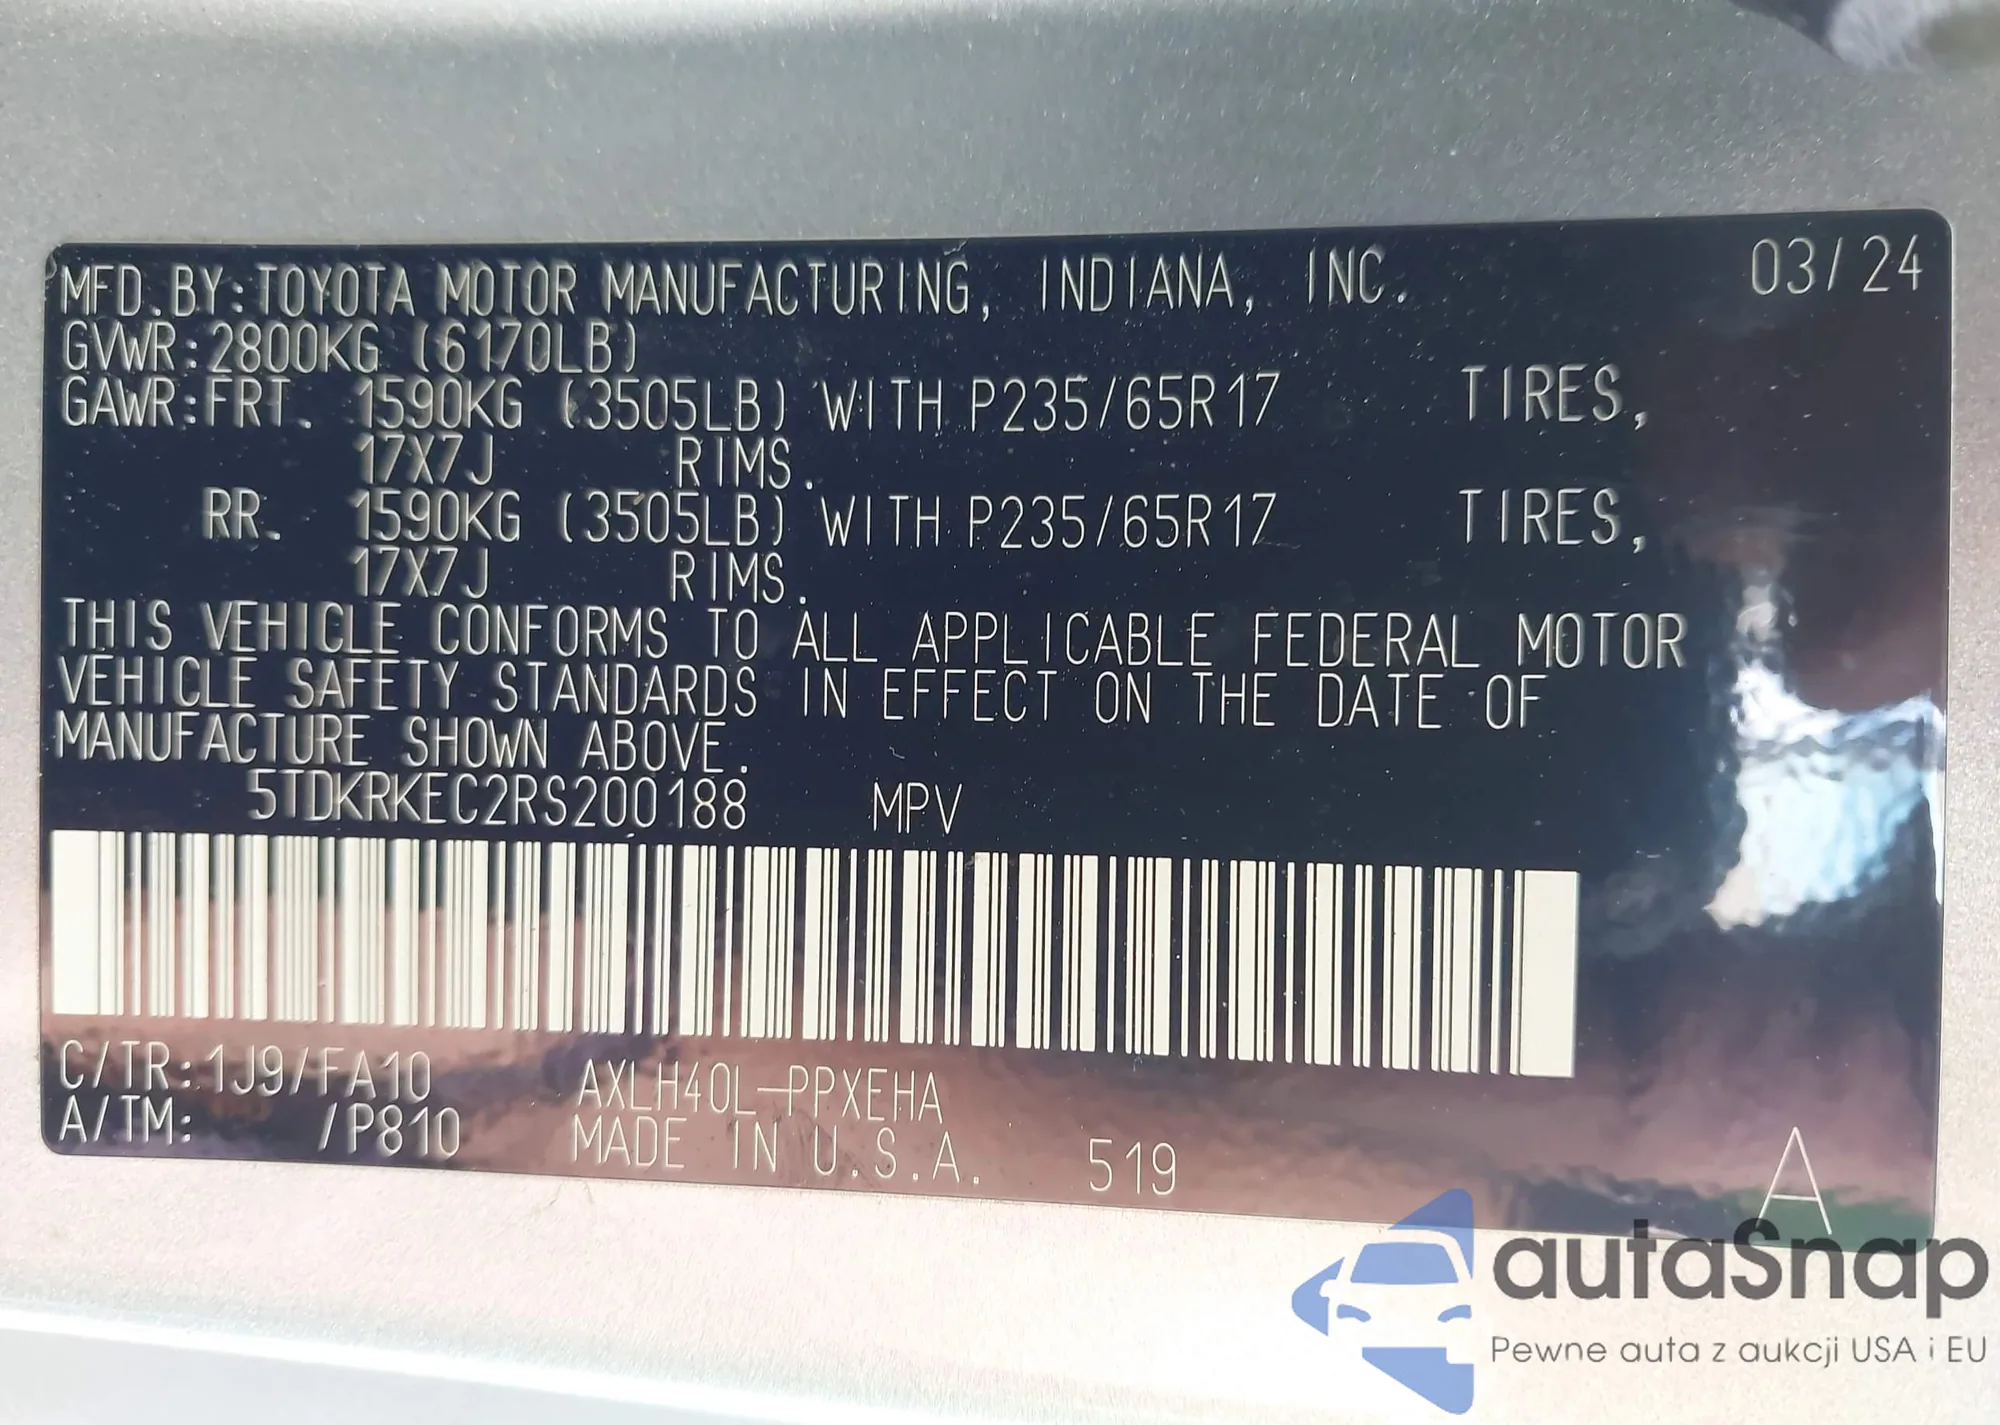 MFD.BY:TOYOTA MOTOR MANUFACTURING, INDIANA, INC. 03/24
GVWR:2800KG (6170LB)
GAWR:FRT. 1590KG (3505LB) WITH P235/65R17 TIRES,
17X7J RIMS.
RR. 1590KG (3505LB) WITH P235/65R17 TIRES,
17X7J RIMS.
THIS VEHICLE CONFORMS TO ALL APPLICABLE FEDERAL MOTOR
VEHICLE SAFETY STANDARDS IN EFFECT ON THE DATE OF
MANUFACTURE SHOWN ABOVE.
5TDKRKEC2RS200188 MPV
C/TR:1J9/FA10 AXLH40L-PPXEHA
A/TM: /P810 MADE IN U.S.A. 519 A
autaSnap
Pewne auta z aukcji USA i EU